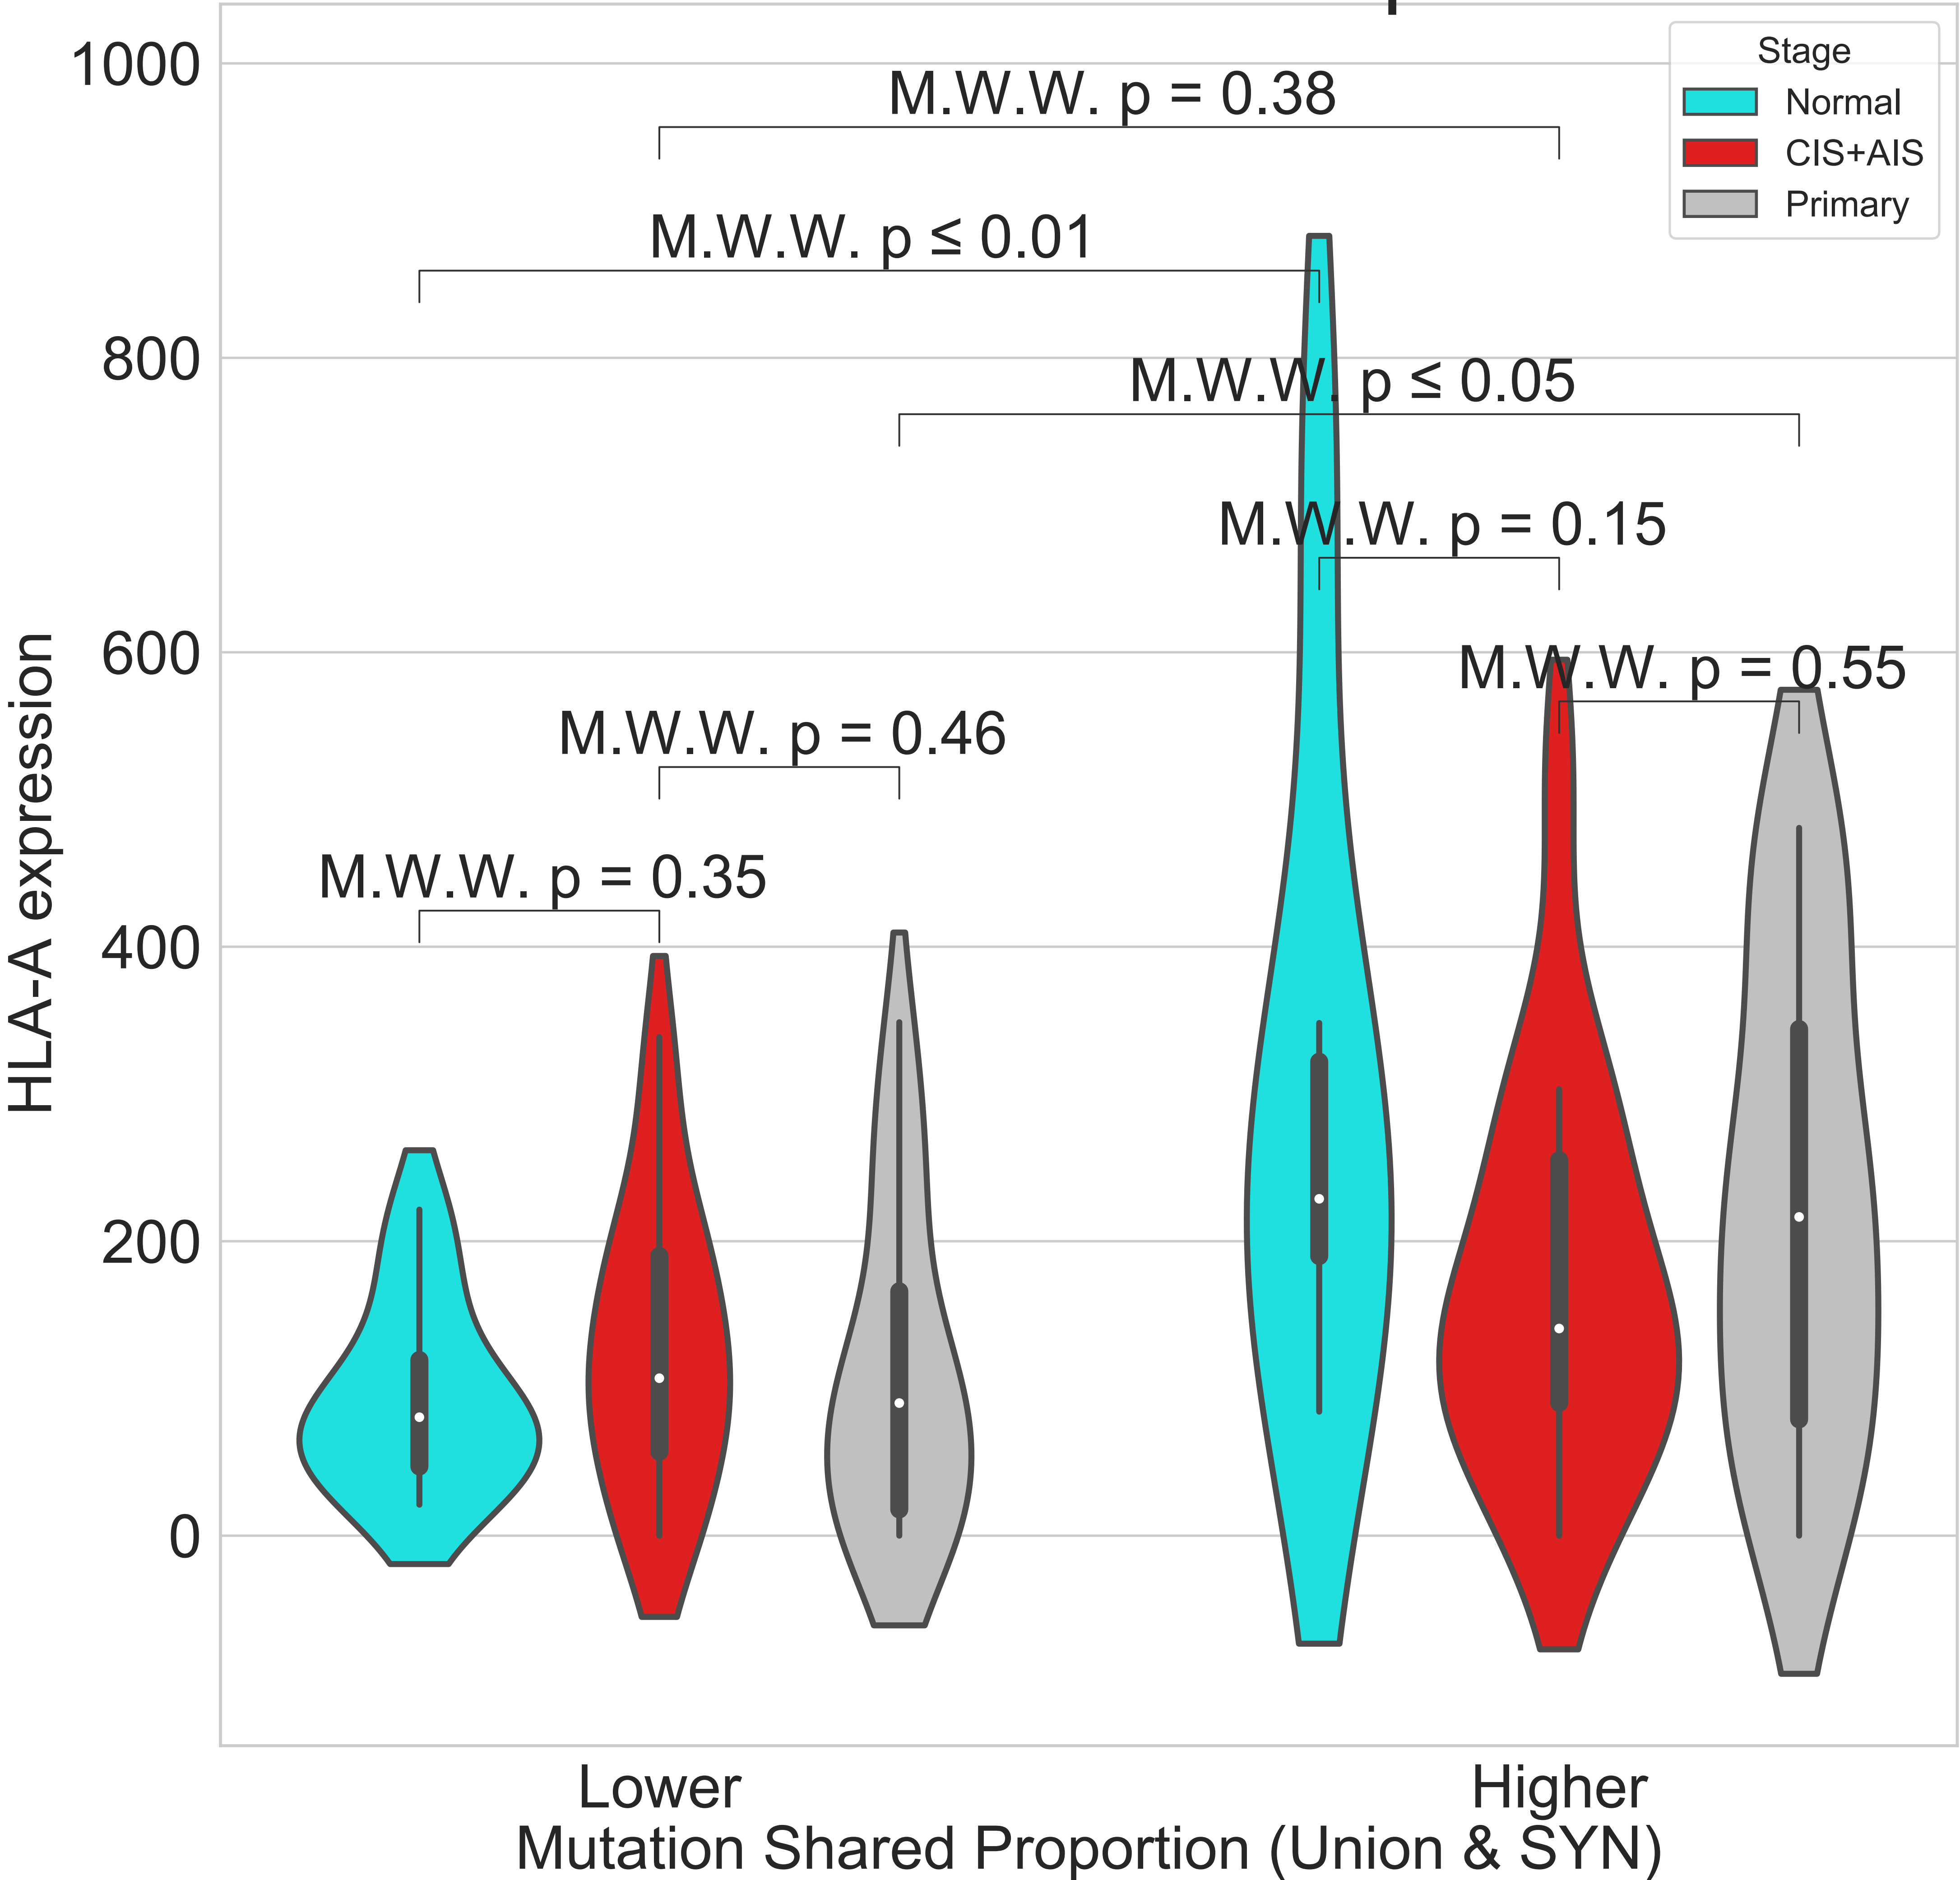 1000
800
600
400
200
0
HLA-A expression
M.W.W. p = 0.38
M.W.W. p ≤ 0.01
M.W.W. p ≤ 0.05
M.W.W. p = 0.15
M.W.W. p = 0.55
M.W.W. p = 0.46
M.W.W. p = 0.35
Stage
Normal
CIS+AIS
Primary
Lower
Higher
Mutation Shared Proportion (Union & SYN)